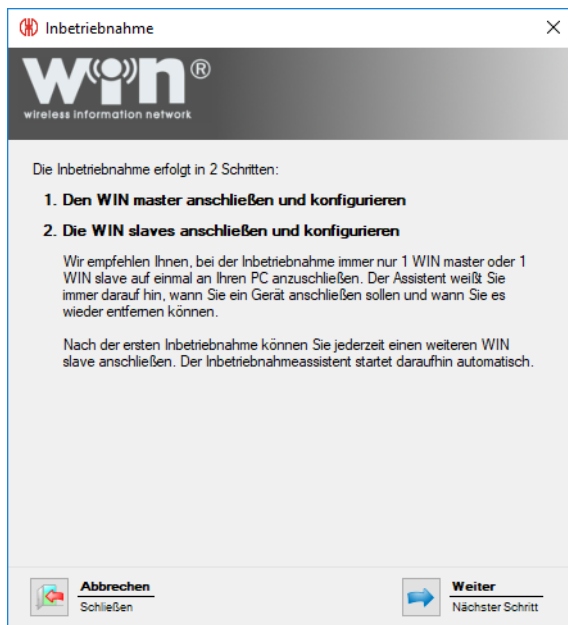 Inbetriebnahme
win®
wireless information network
Die Inbetriebnahme erfolgt in 2 Schritten:
1. Den WIN master anschließen und konfigurieren
2. Die WIN slaves anschließen und konfigurieren
Wir empfehlen Ihnen, bei der Inbetriebnahme immer nur 1 WIN master oder 1
WIN slave auf einmal an Ihren PC anzuschließen. Der Assistent weißt Sie
immer darauf hin, wann Sie ein Gerät anschließen sollen und wann Sie es
wieder entfernen können.
Nach der ersten Inbetriebnahme können Sie jederzeit einen weiteren WIN
slave anschließen. Der Inbetriebnahmeassistent startet daraufhin automatisch.
Abbrechen
Schließen
Weiter
Nächster Schritt